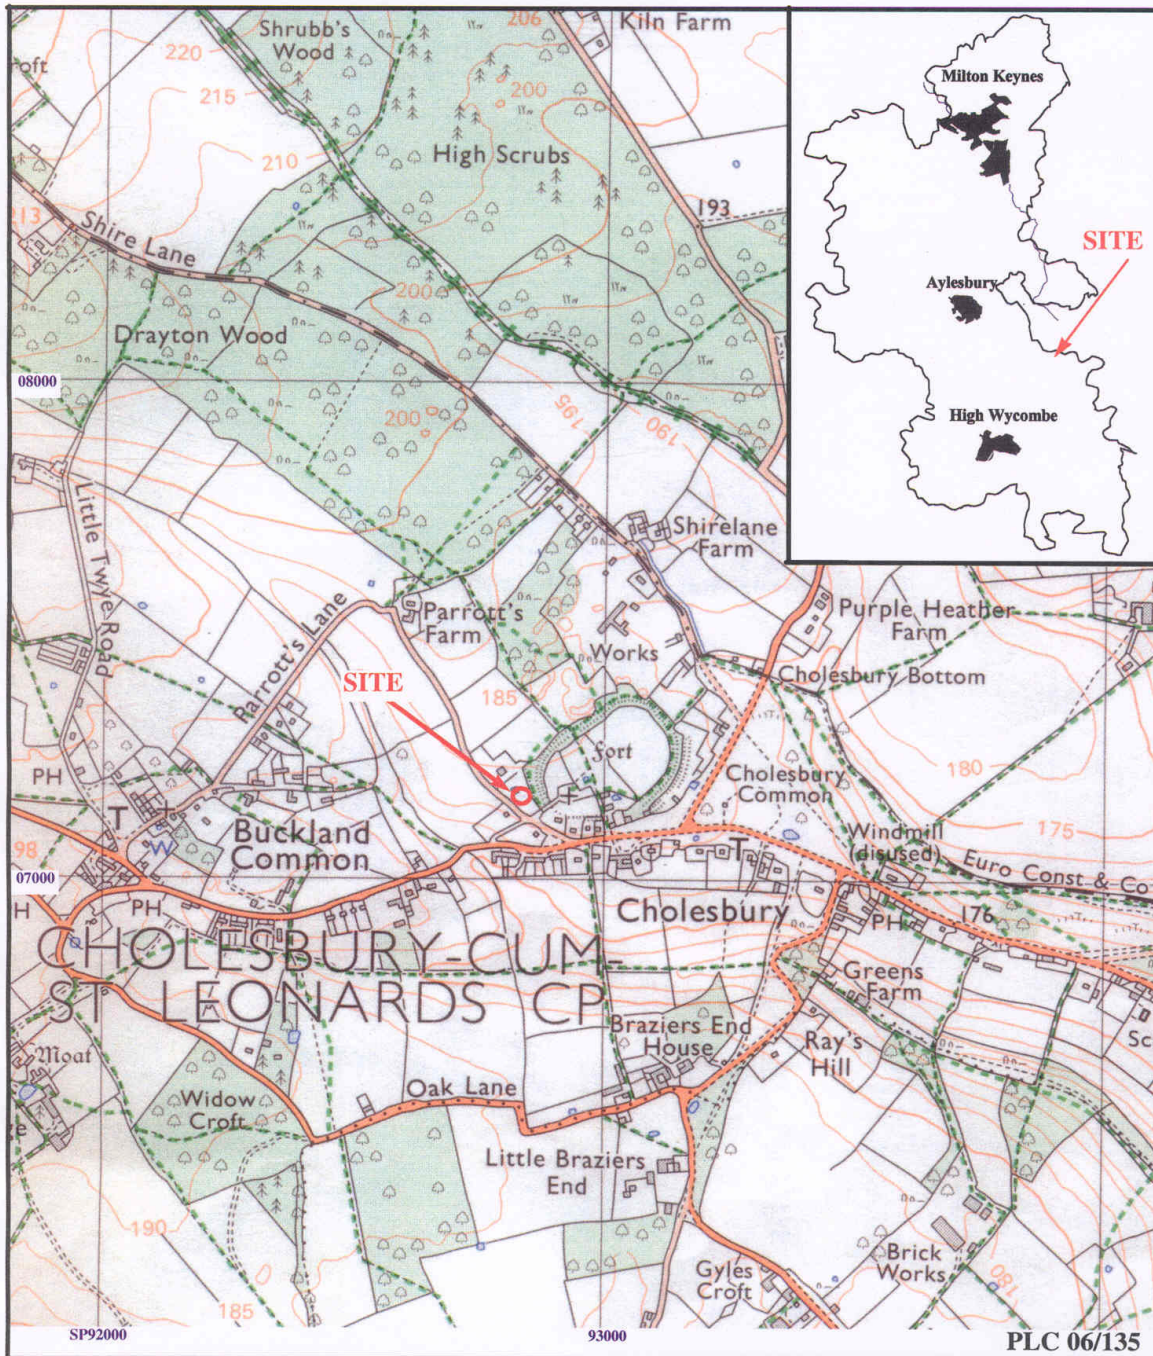 Shrubb's
Wood
206
Kiln Farm
220
215
210
200
High Scrubs
193
roft
213
Shire Lane
Drayton Wood
200
200
195
190
08000
Milton Keynes
SITE
Aylesbury
High Wycombe
Little Twye Road
Parrott's Lane
Parrott's
Farm
Shirelane
Farm
Works
Purple Heather
Farm
Cholesbury Bottom
SITE
185
Fort
180
Cholesbury
Common
175
PH
T
W
Buckland
Common
98
07000
PH
H
T
Windmill
(disused)
Euro Const & Co
Cholesbury
PH
176
CHOLESBURY-CUM-
ST LEONARDS CP
Greens
Farm
Braziers End
House
Ray's
Hill
Sc
Moat
e
Widow
Croft
Oak Lane
Little Braziers
End
190
185
Gyles
Croft
Brick
Works
180
SP92000
93000
PLC 06/135